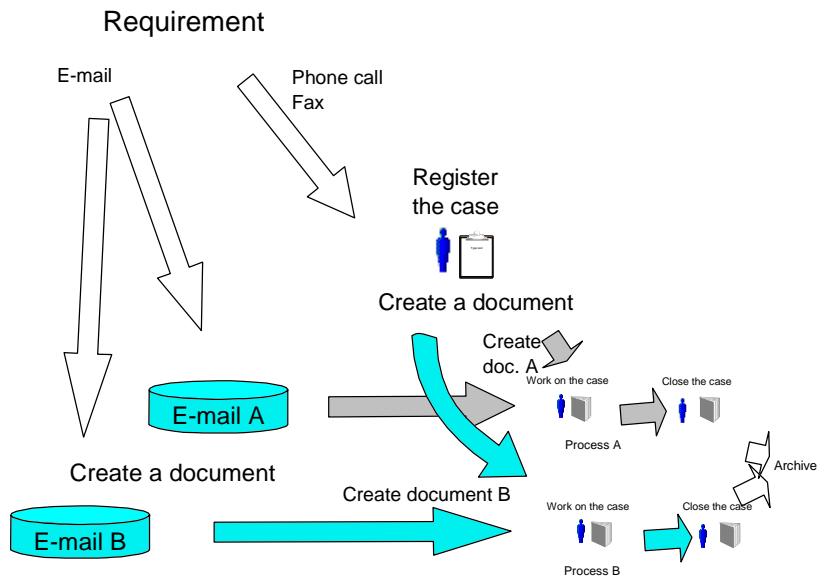 Requirement
E-mail
Phone call
Fax
Register
the case
Create a document
Create
doc. A
Work on the case
Close the case
E-mail A
Process A
Archive
Create a document
Create document B
Work on the case
Close the case
E-mail B
Process B